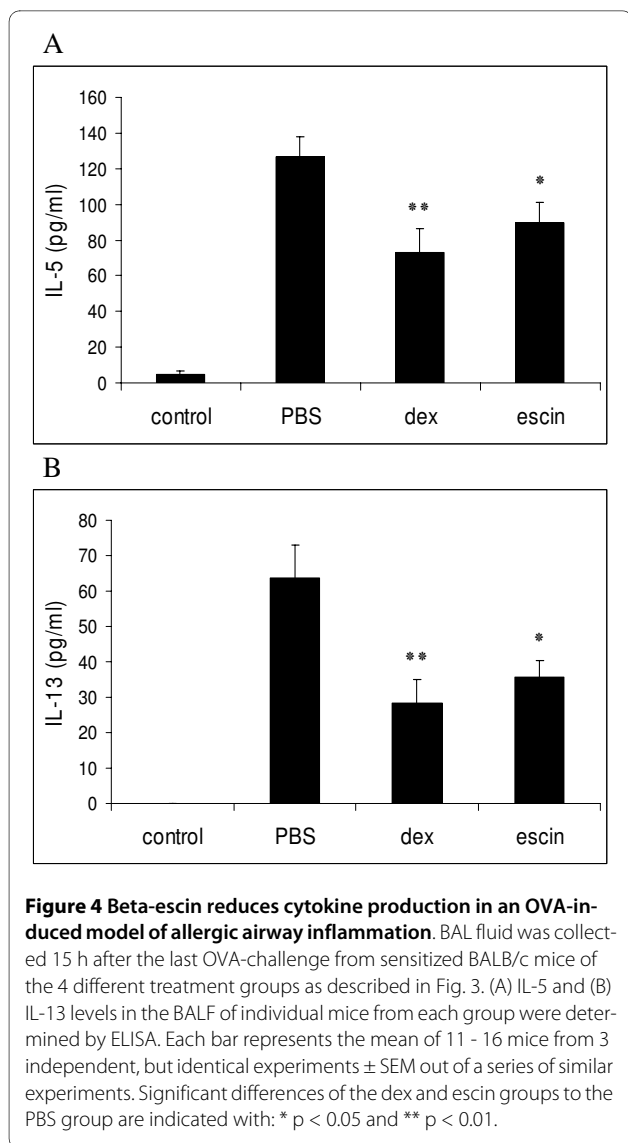 A
160
140
120
100
80
60
40
20
0
IL-5 (pg/ml)
**
*
control PBS dex escin
B
80
70
60
50
40
30
20
10
0
IL-13 (pg/ml)
**
*
control PBS dex escin
Figure 4 Beta-escin reduces cytokine production in an OVA-in-
duced model of allergic airway inflammation. BAL fluid was collect-
ed 15 h after the last OVA-challenge from sensitized BALB/c mice of
the 4 different treatment groups as described in Fig. 3. (A) IL-5 and (B)
IL-13 levels in the BALF of individual mice from each group were deter-
mined by ELISA. Each bar represents the mean of 11 - 16 mice from 3
independent, but identical experiments ± SEM out of a series of similar
experiments. Significant differences of the dex and escin groups to the
PBS group are indicated with: * p < 0.05 and ** p < 0.01.